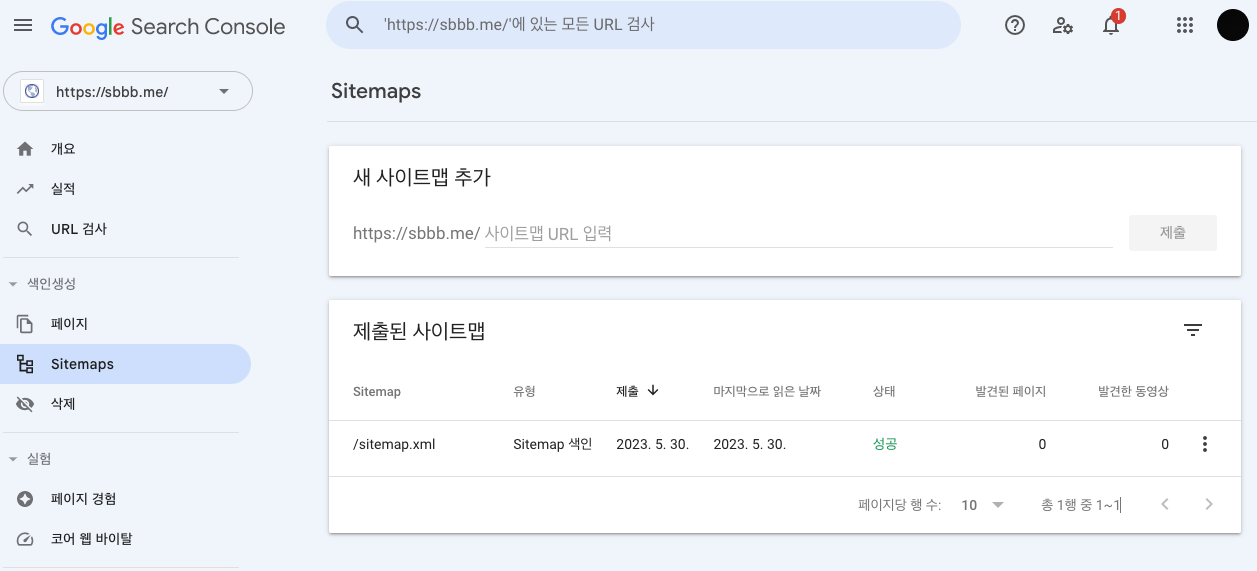 Google Search Console
'https://sbbb.me/'에 있는 모든 URL 검사
1
https://sbbb.me/
개요
실적
URL 검사
색인생성
페이지
Sitemaps
삭제
실험
페이지 경험
코어 웹 바이탈
Sitemaps
새 사이트맵 추가
https://sbbb.me/ 사이트맵 URL 입력 제출
제출된 사이트맵
Sitemap 유형 제출 마지막으로 읽은 날짜 상태 발견된 페이지 발견한 동영상
/sitemap.xml Sitemap 색인 2023. 5. 30. 2023. 5. 30. 성공 0 0
페이지당 행 수: 10 총 1행 중 1~1